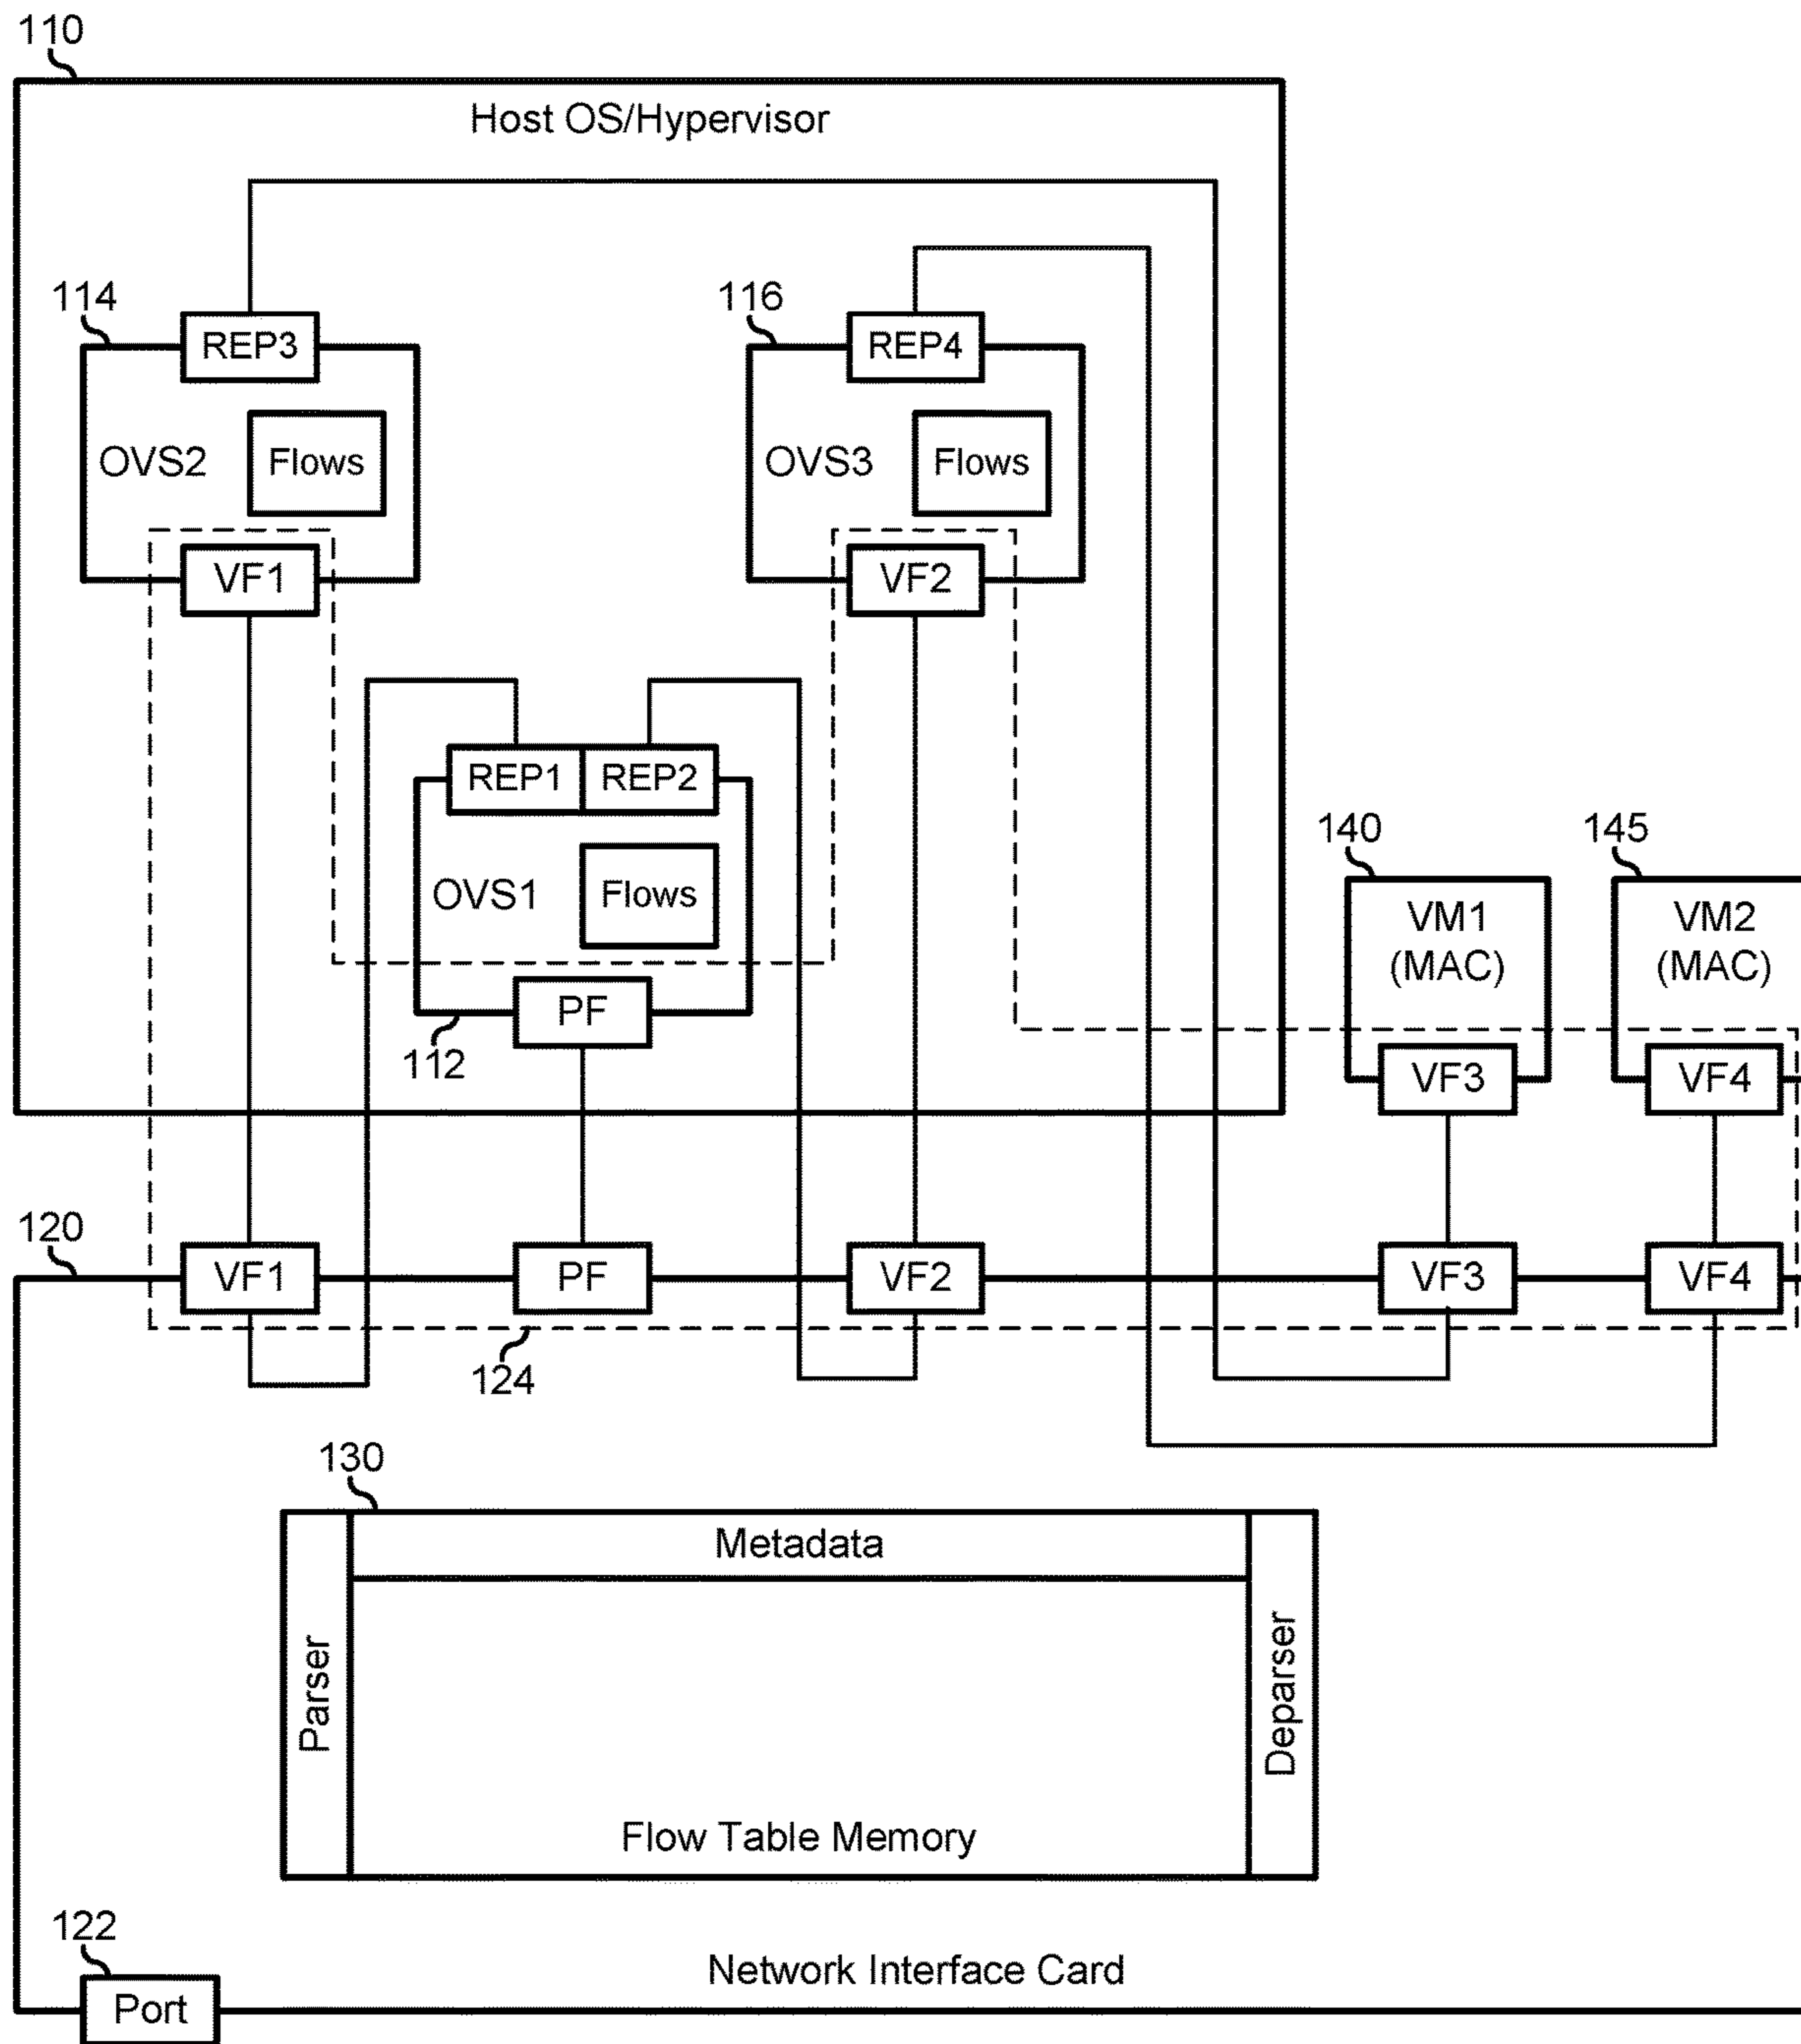 110
Host OS/Hypervisor
114
116
REP3
REP4
OVS2
Flows
OVS3
Flows
VF1
VF2
REP1
REP2
140
145
OVS1
Flows
VM1
(MAC)
VM2
(MAC)
PF
112
VF3
VF4
120
VF1
PF
VF2
VF3
VF4
124
130
Metadata
Parser
Deparser
Flow Table Memory
122
Network Interface Card
Port